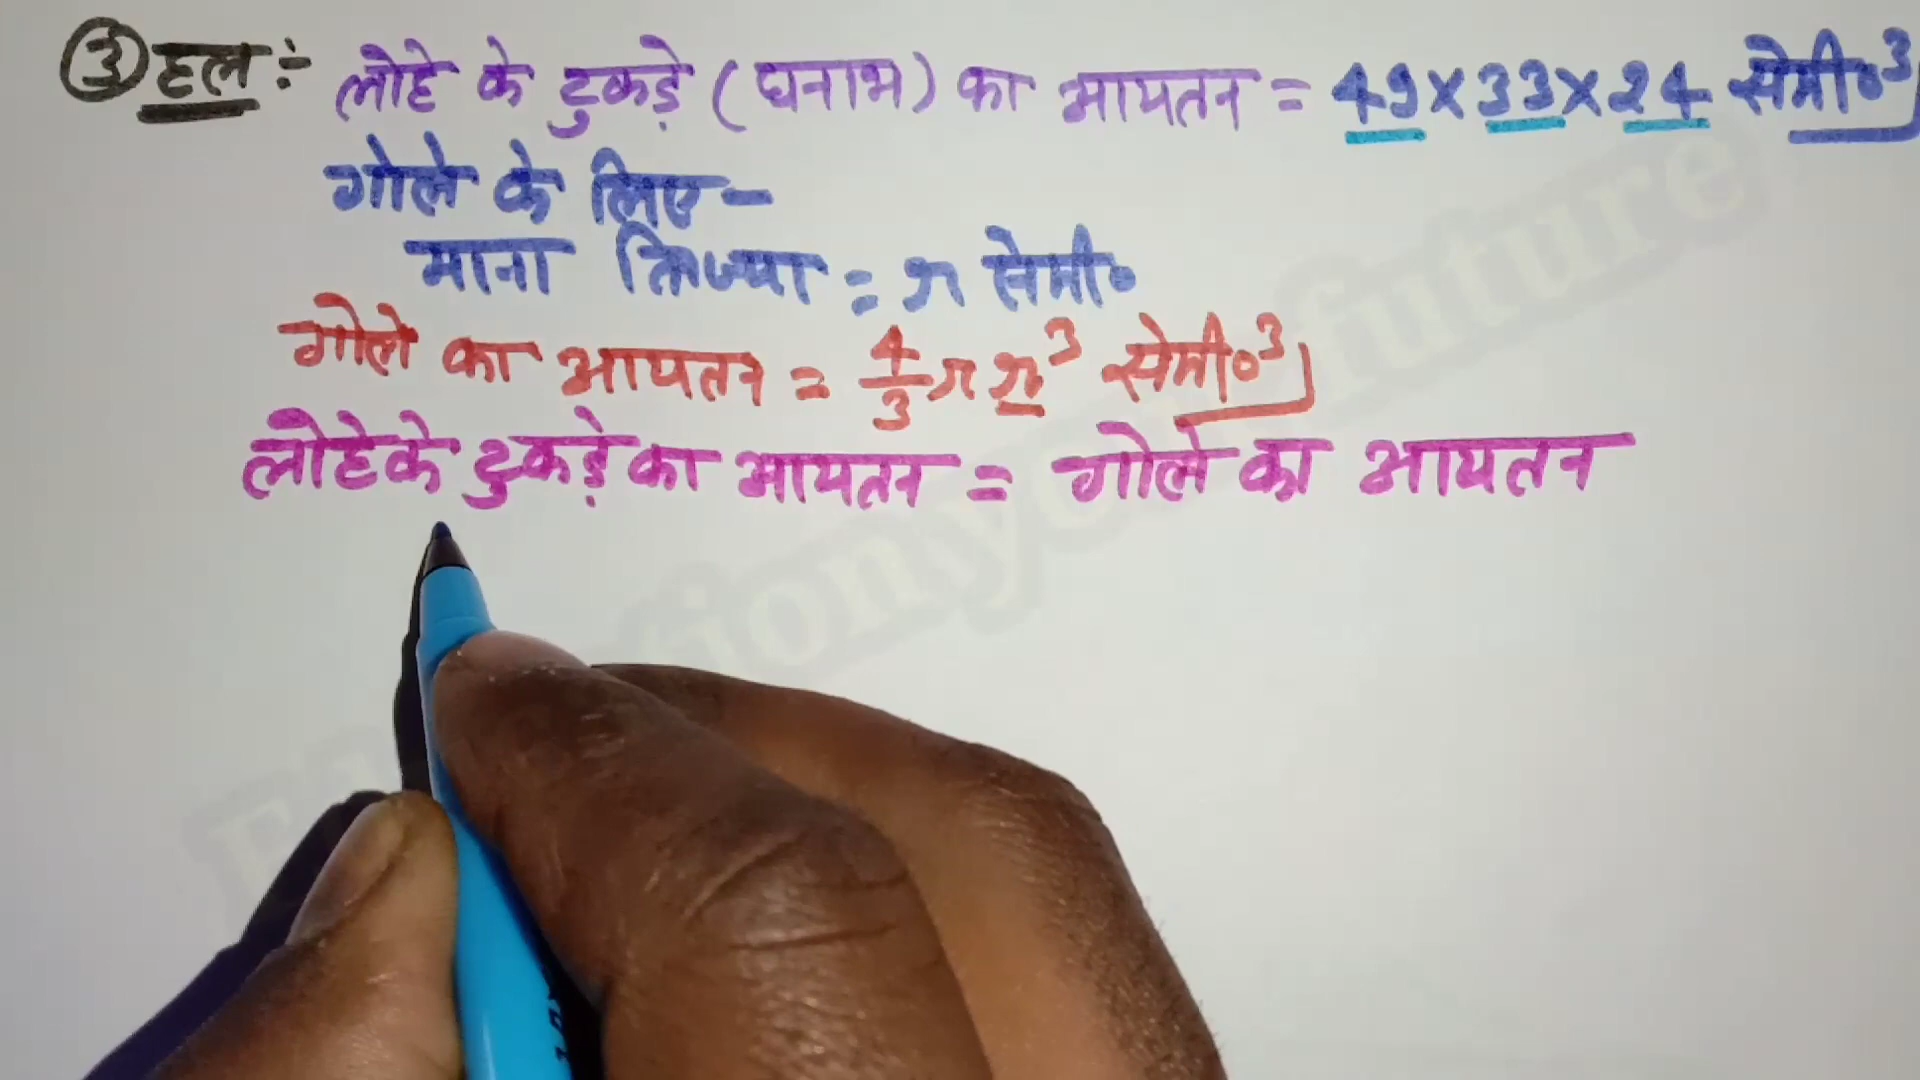 ③ हल :- लोहे के टुकड़े (घनाभ) का आयतन = 49×33×24 सेमी०³
गोले के लिए-
माना त्रिज्या = r सेमी०
गोले का आयतन = 4/3 π r³ सेमी०³
लोहे के टुकड़े का आयतन = गोले का आयतन